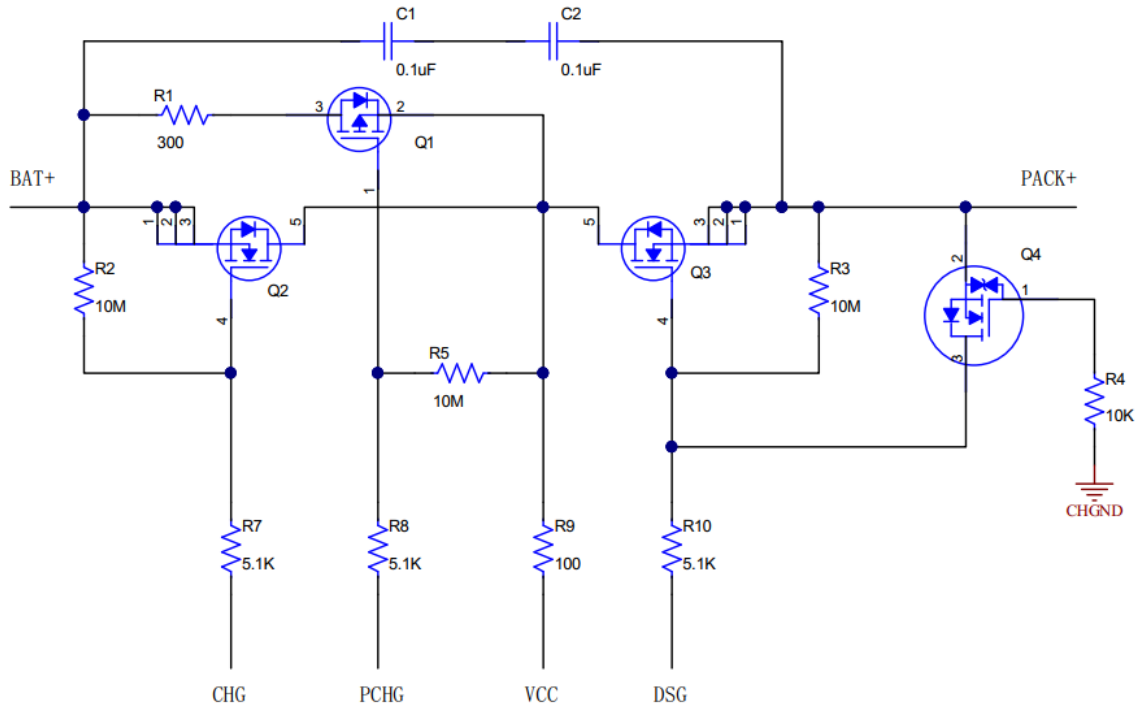 C1 C2
0.1uF 0.1uF
R1 3 2
300 Q1
BAT+ 1 PACK+
1 2 3 5 5 3 2 1 2 Q4
R2 Q2 Q3 R3 1
10M 10M
4 4 3
R5 R4
10M 10K
CHGND
R7 R8 R9 R10
5.1K 5.1K 100 5.1K
CHG PCHG VCC DSG